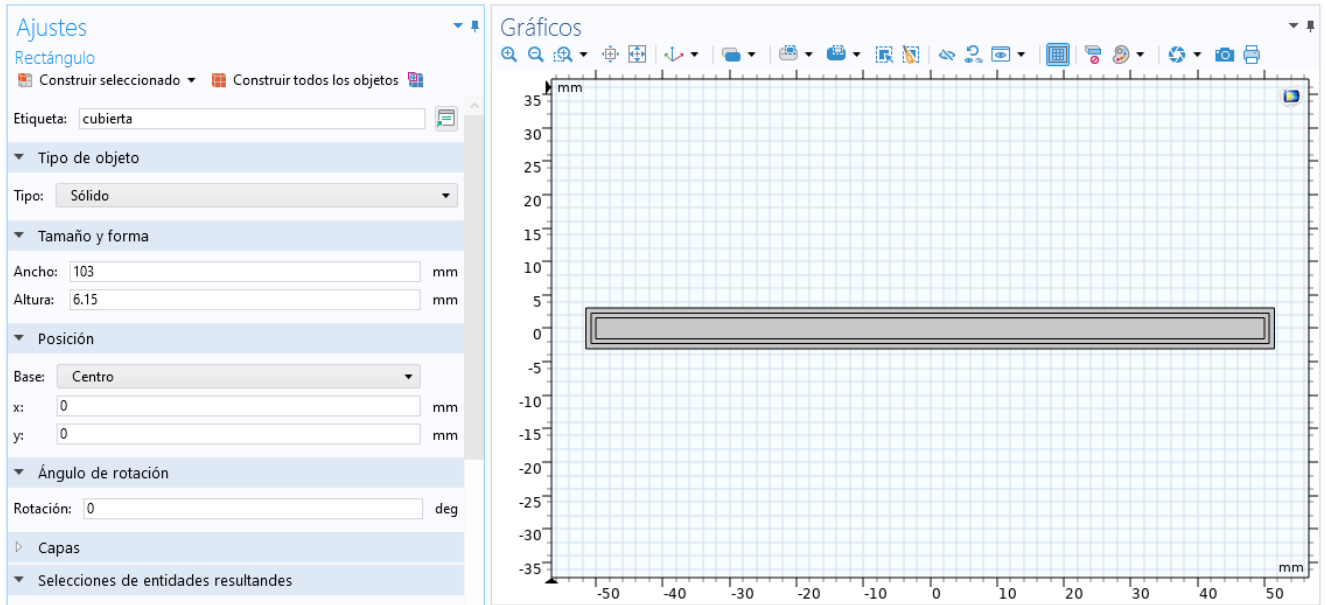 Ajustes
Rectángulo
Construir seleccionado
Construir todos los objetos
Etiqueta: cubierta
Tipo de objeto
Tipo: Sólido
Tamaño y forma
Ancho: 103 mm
Altura: 6.15 mm
Posición
Base: Centro
x: 0 mm
y: 0 mm
Ángulo de rotación
Rotación: 0 deg
Capas
Selecciones de entidades resultandes
Gráficos
mm
35
30
25
20
15
10
5
0
-5
-10
-15
-20
-25
-30
-35
mm
-50 -40 -30 -20 -10 0 10 20 30 40 50